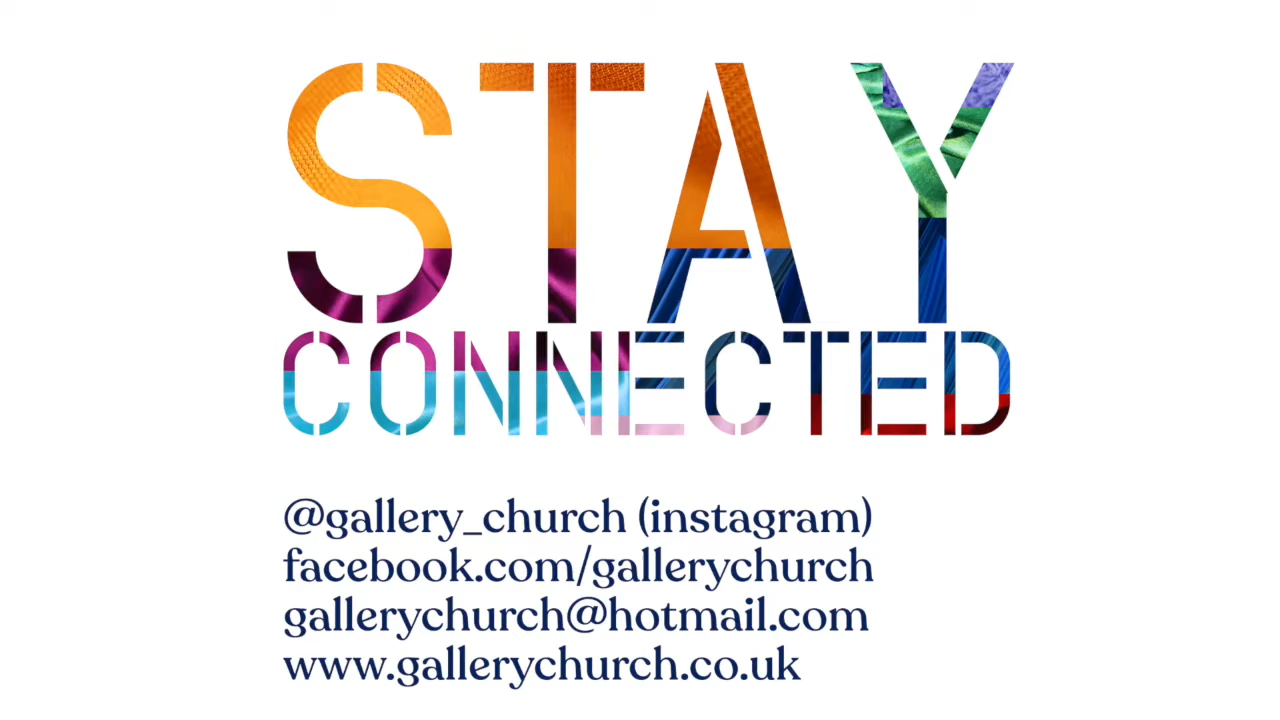 STAY
CONNECTED
@gallery_church (instagram)
facebook.com/gallerychurch
gallerychurch@hotmail.com
www.gallerychurch.co.uk